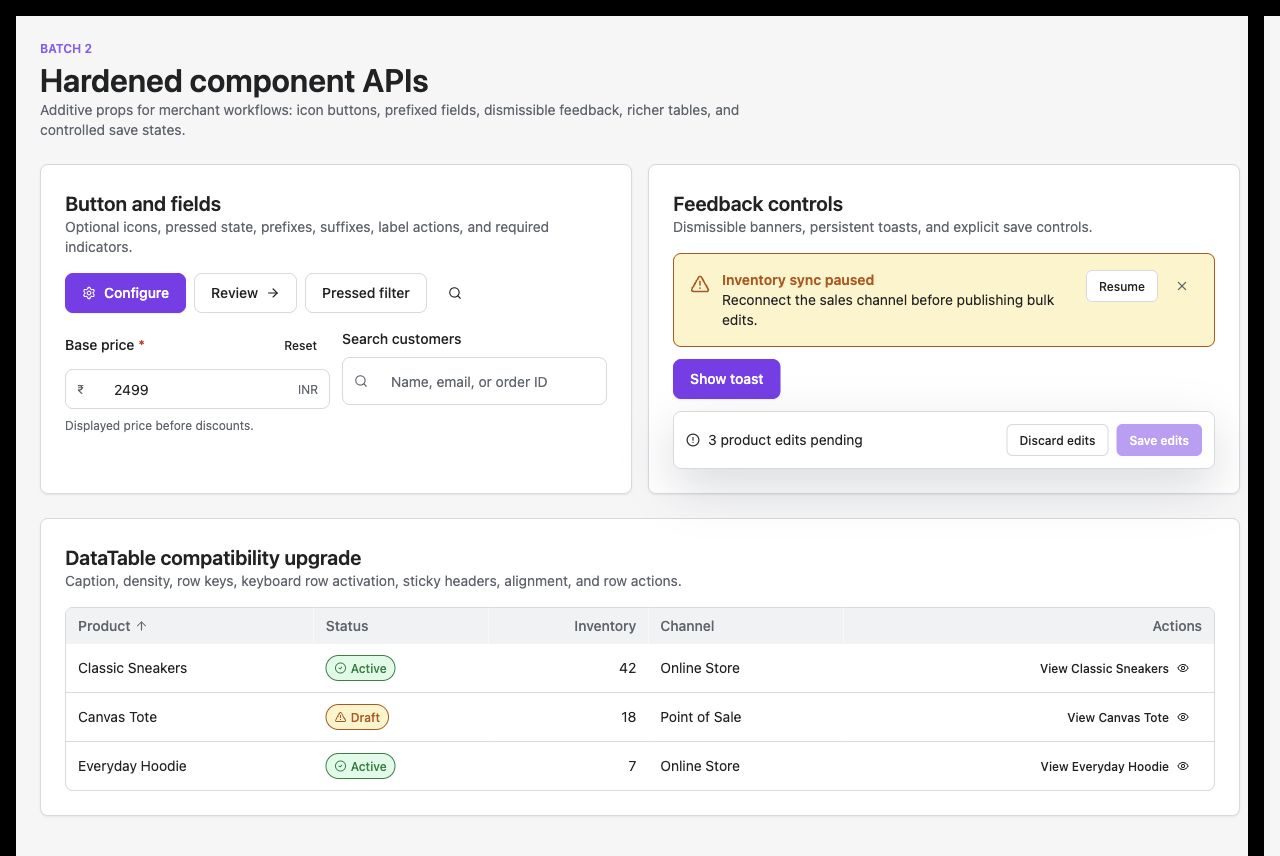 BATCH 2
Hardened component APIs
Additive props for merchant workflows: icon buttons, prefixed fields, dismissible feedback, richer tables, and
controlled save states.
Button and fields
Optional icons, pressed state, prefixes, suffixes, label actions, and required
indicators.
Configure
Review
Pressed filter
Base price *
Reset
₹ 2499 INR
Displayed price before discounts.
Search customers
Name, email, or order ID
Feedback controls
Dismissible banners, persistent toasts, and explicit save controls.
Inventory sync paused
Reconnect the sales channel before publishing bulk
edits.
Resume
Show toast
3 product edits pending
Discard edits
Save edits
DataTable compatibility upgrade
Caption, density, row keys, keyboard row activation, sticky headers, alignment, and row actions.
Product Status Inventory Channel Actions
Classic Sneakers Active 42 Online Store View Classic Sneakers
Canvas Tote Draft 18 Point of Sale View Canvas Tote
Everyday Hoodie Active 7 Online Store View Everyday Hoodie